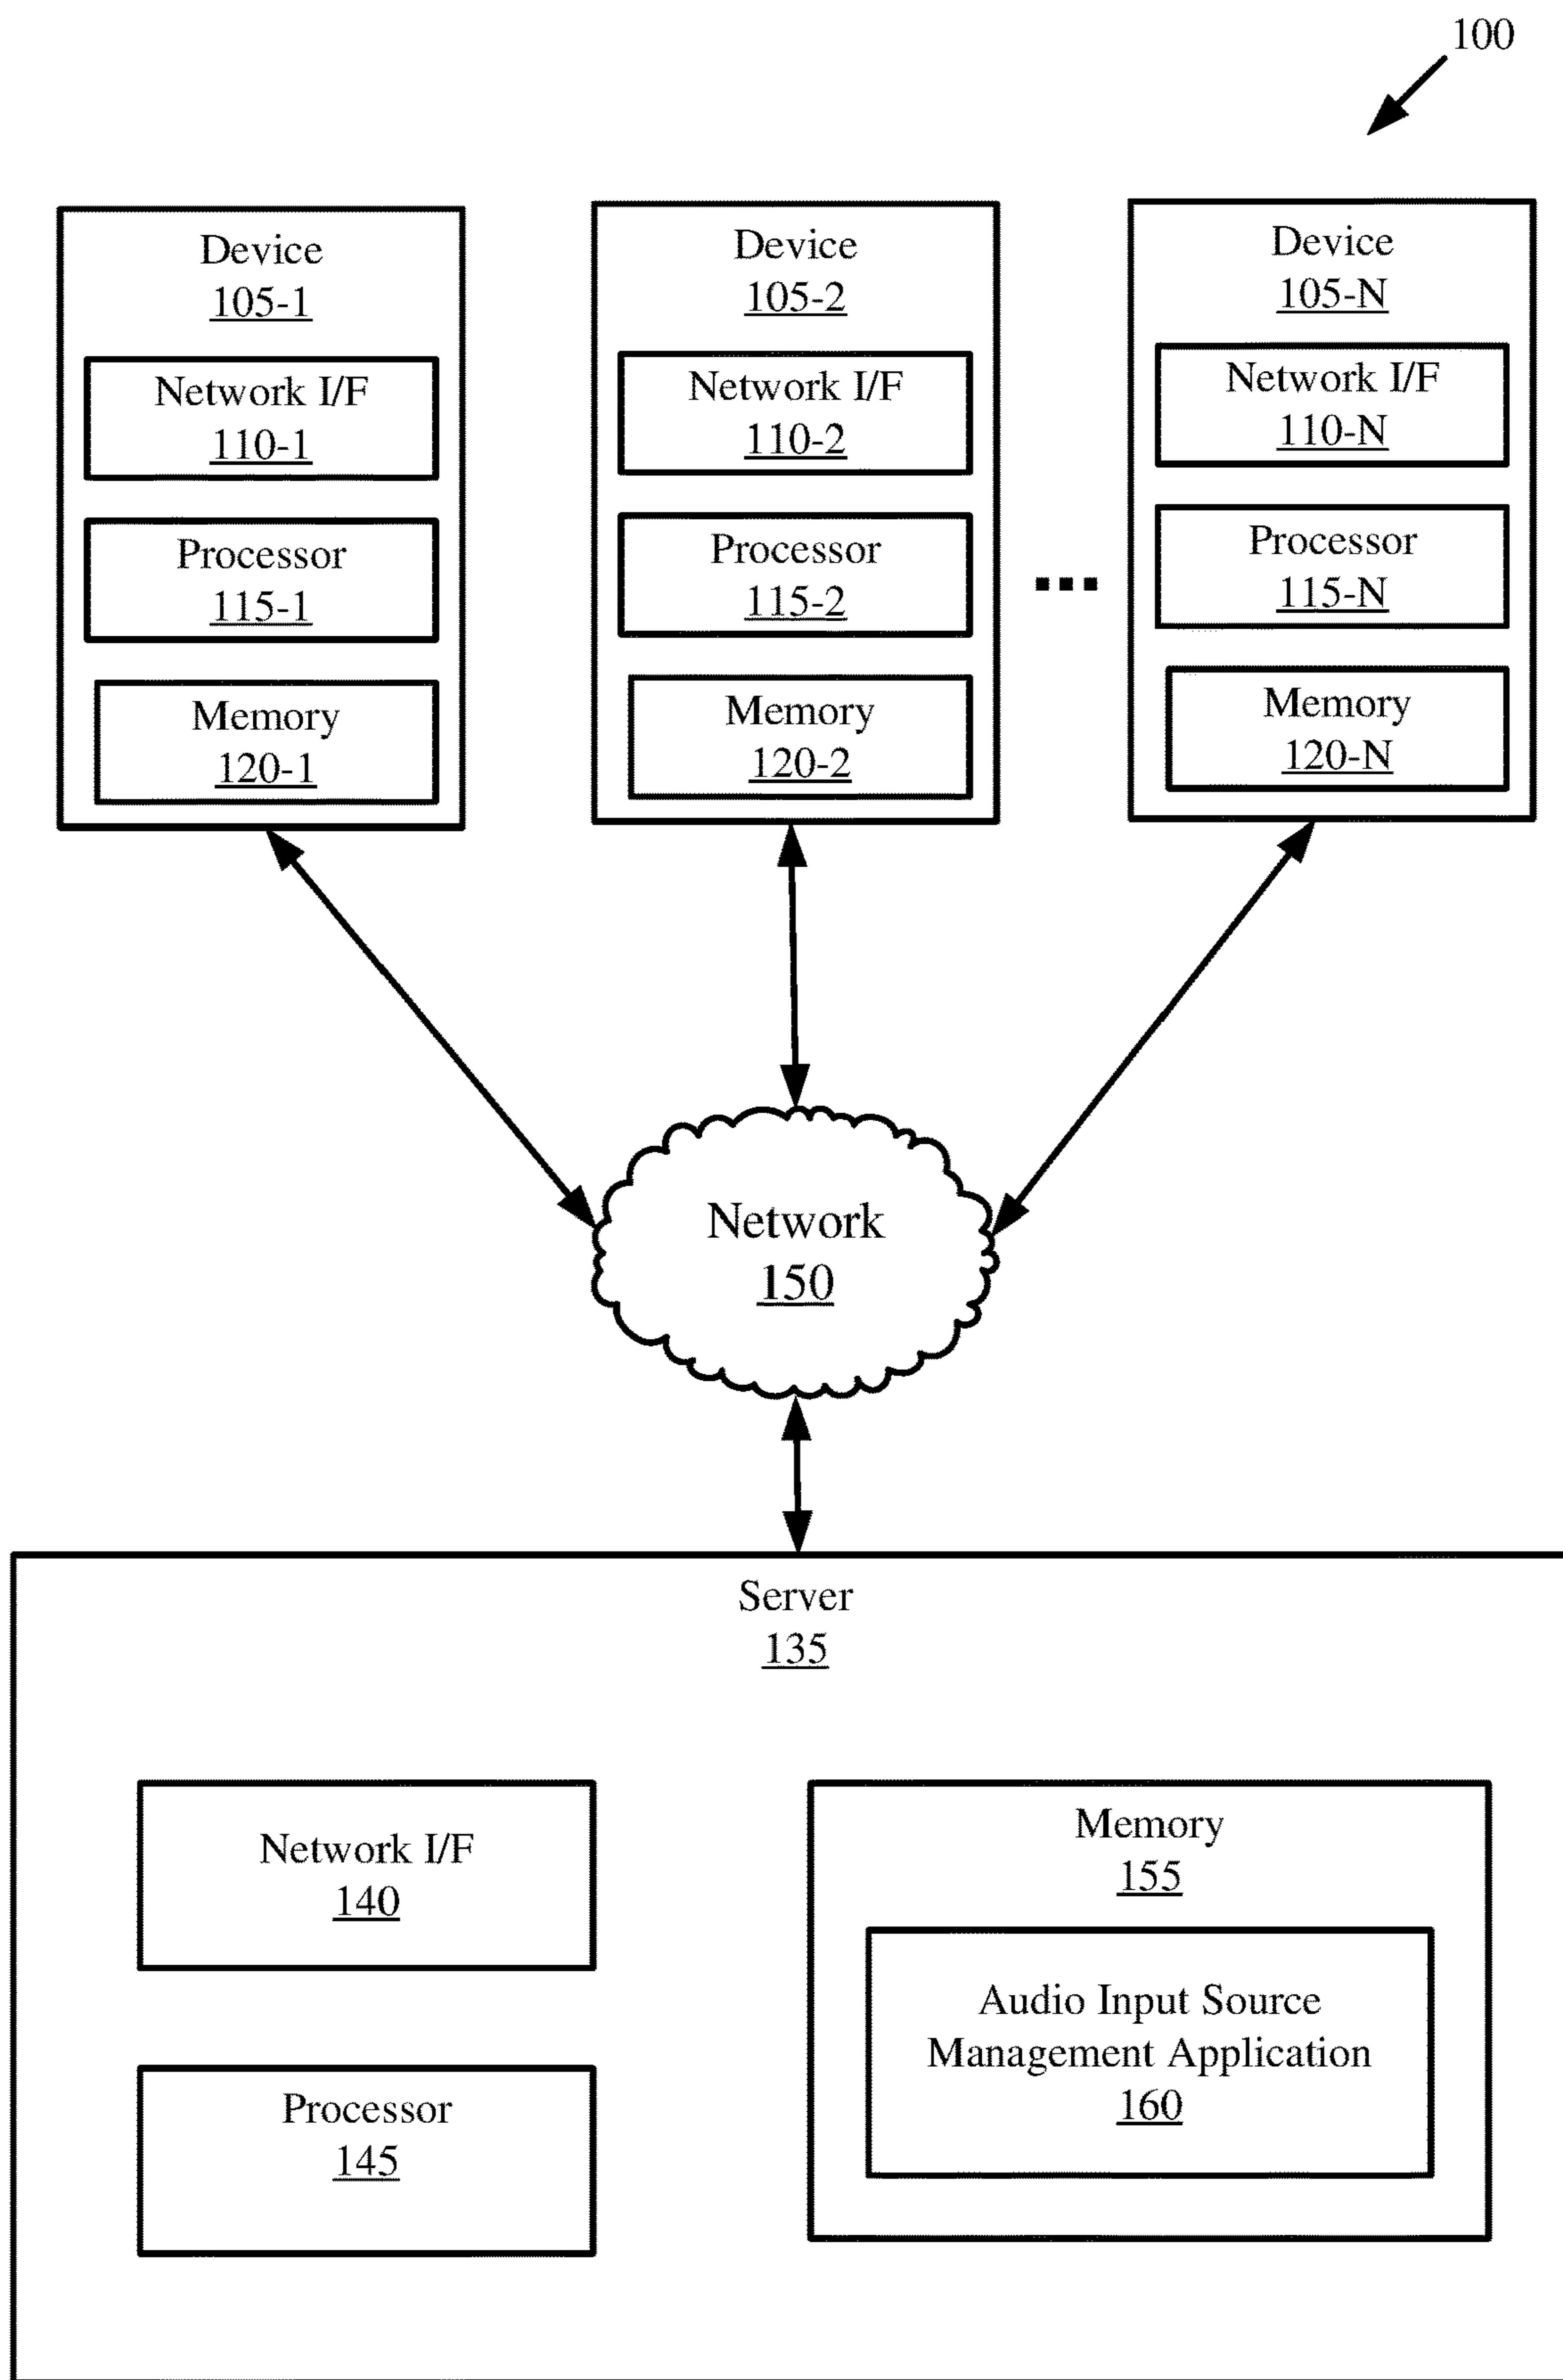 100
Device
105-1
Network I/F
110-1
Processor
115-1
Memory
120-1
Device
105-2
Network I/F
110-2
Processor
115-2
Memory
120-2
Device
105-N
Network I/F
110-N
Processor
115-N
Memory
120-N
Network
150
Server
135
Network I/F
140
Processor
145
Memory
155
Audio Input Source
Management Application
160